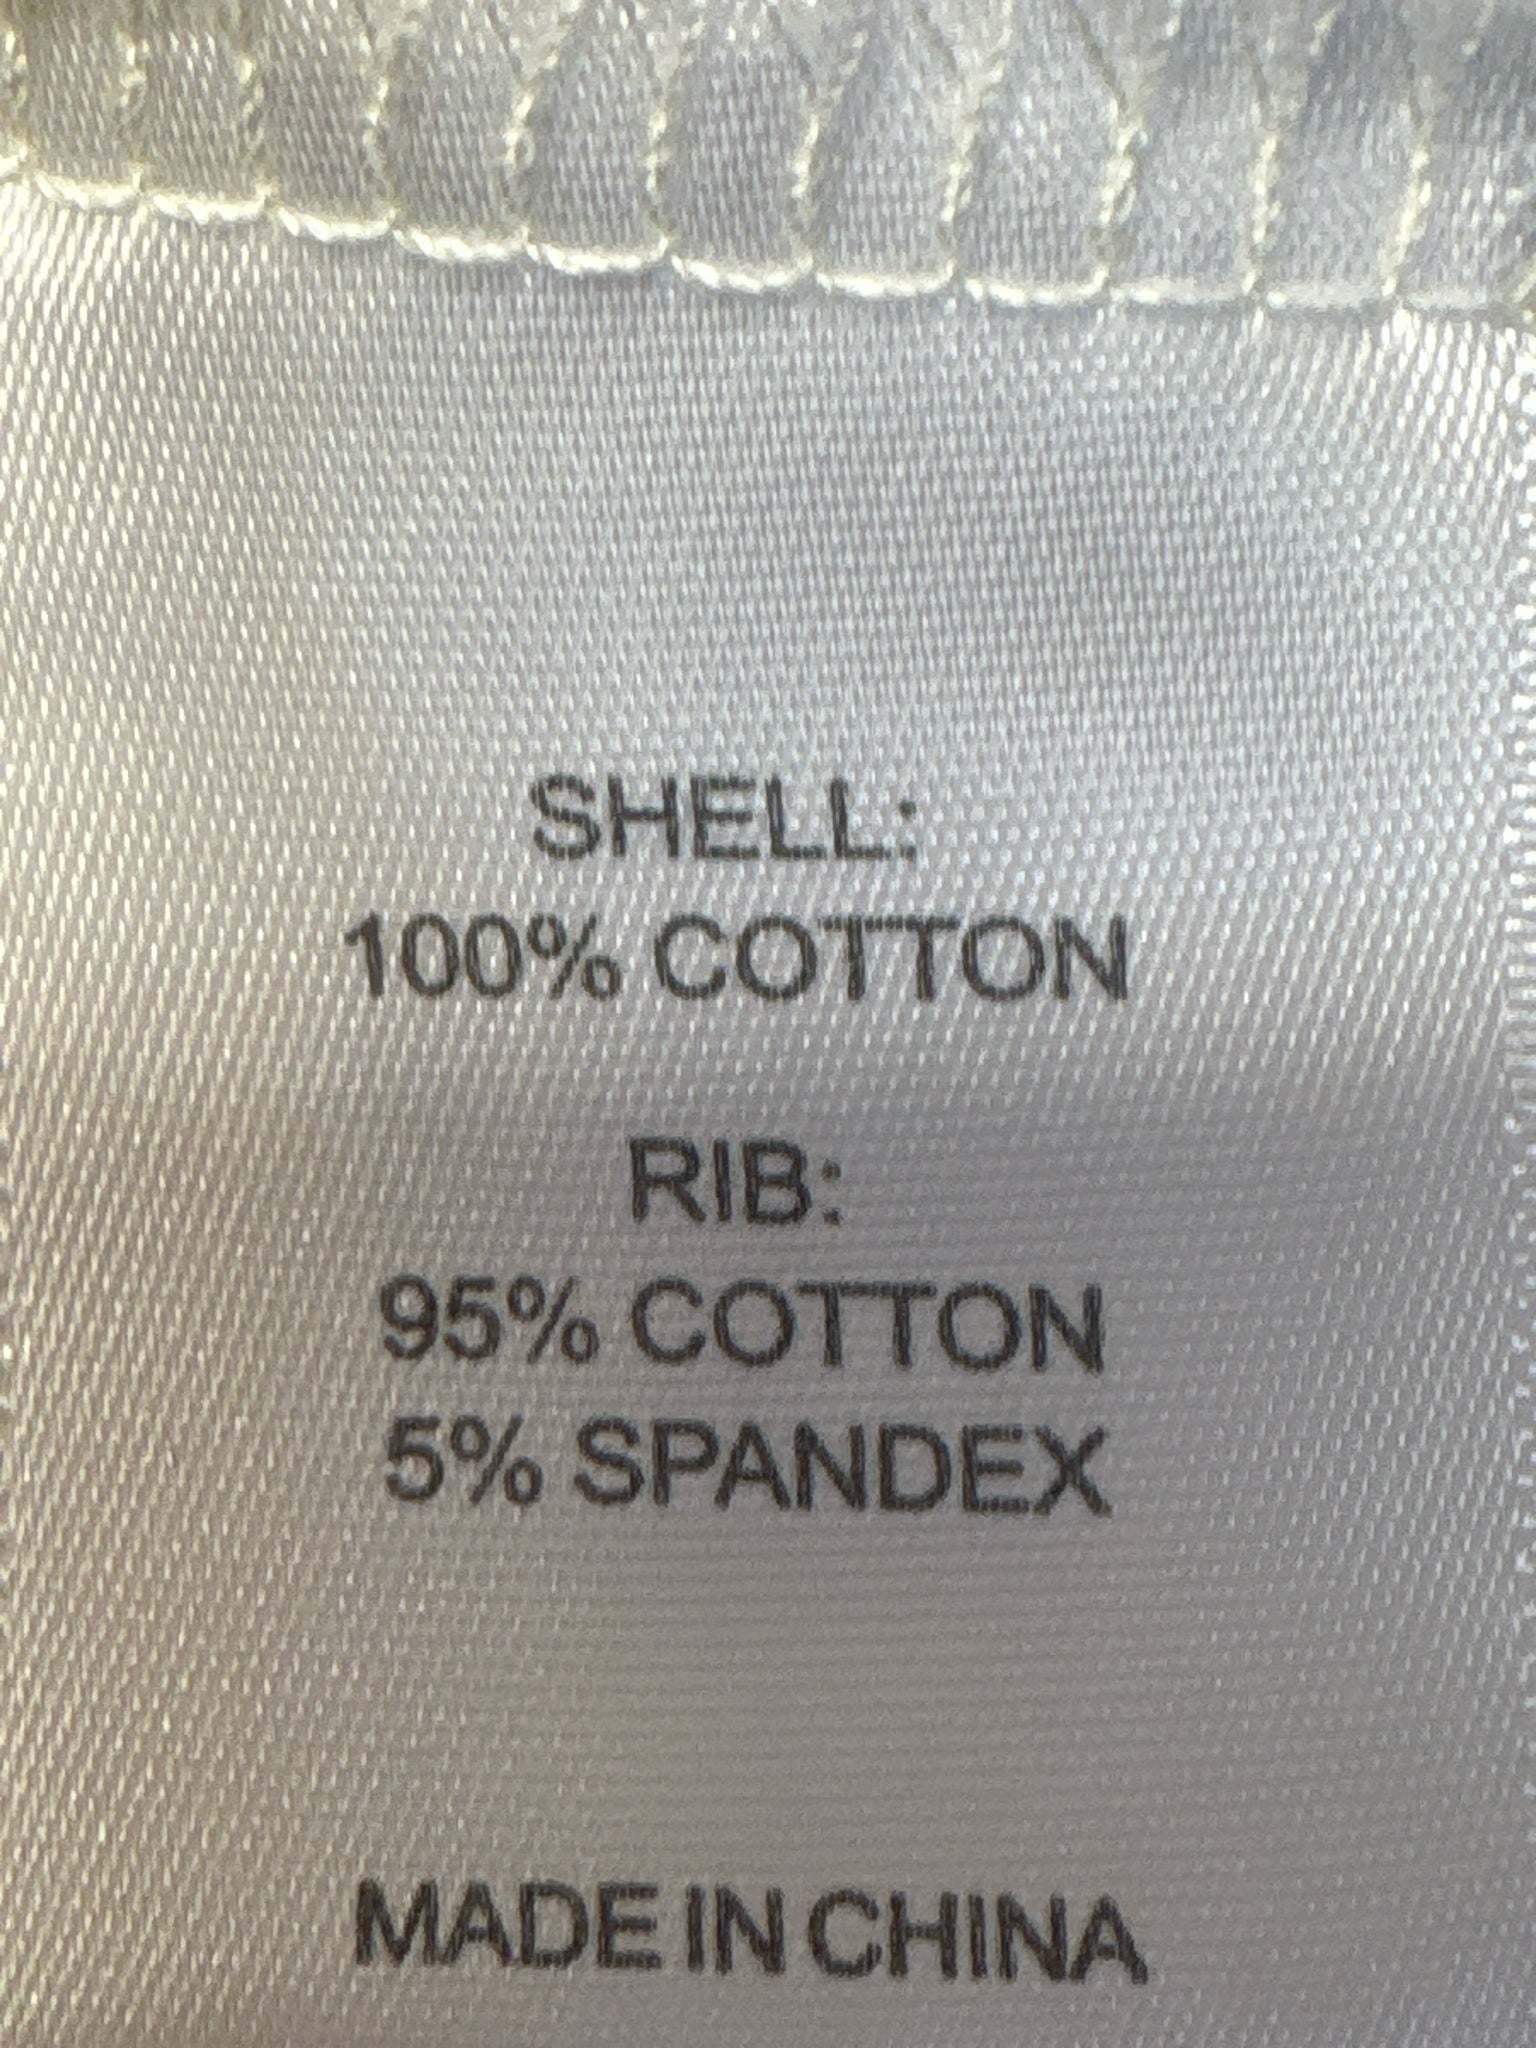 SHELL:
100% COTTON
RIB:
95% COTTON
5% SPANDEX
MADE IN CHINA